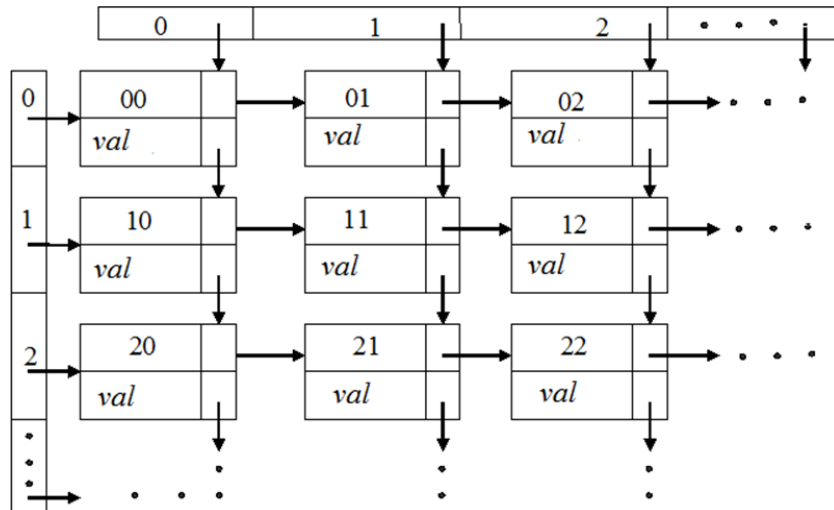 0 1 2 . . . .
0 00 01 02 . . .
val val val
1 10 11 12 . . .
val val val
2 20 21 22 . . .
val val val